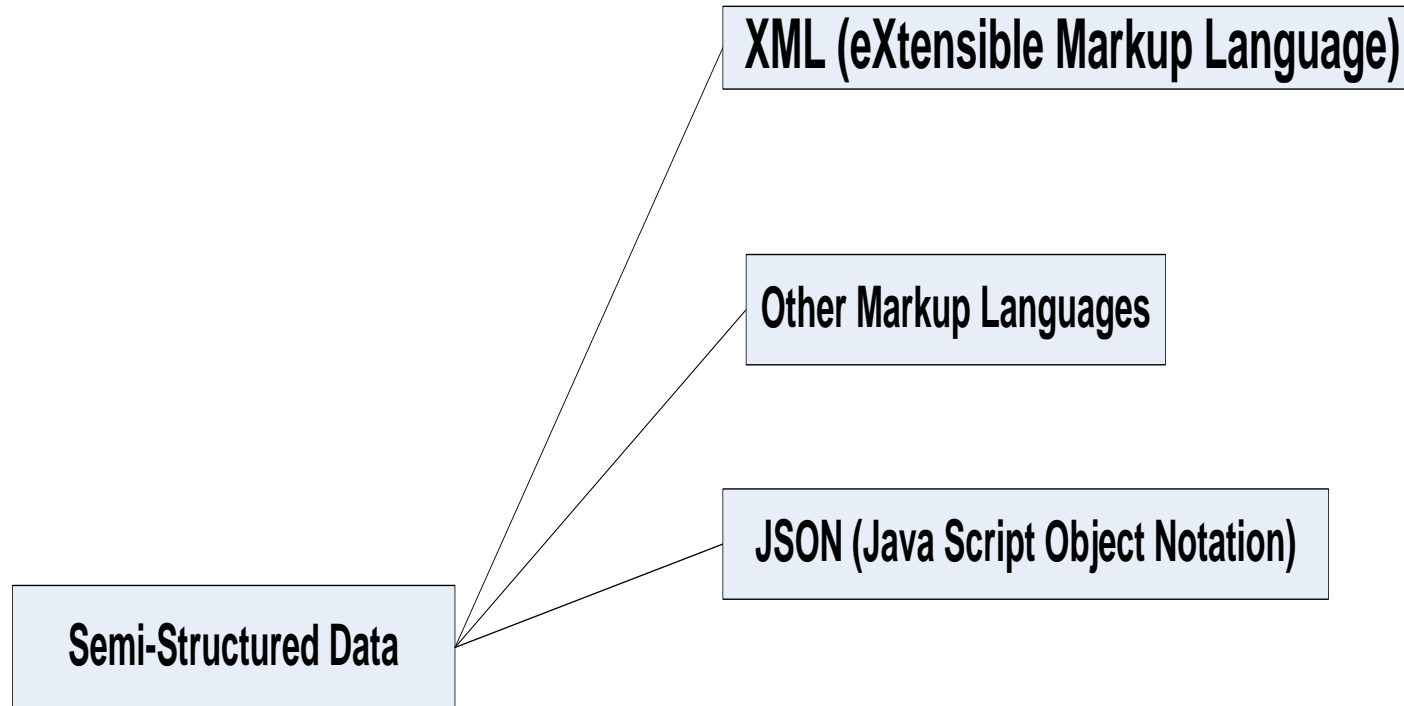 XML (eXtensible Markup Language)
Other Markup Languages
JSON (Java Script Object Notation)
Semi-Structured Data